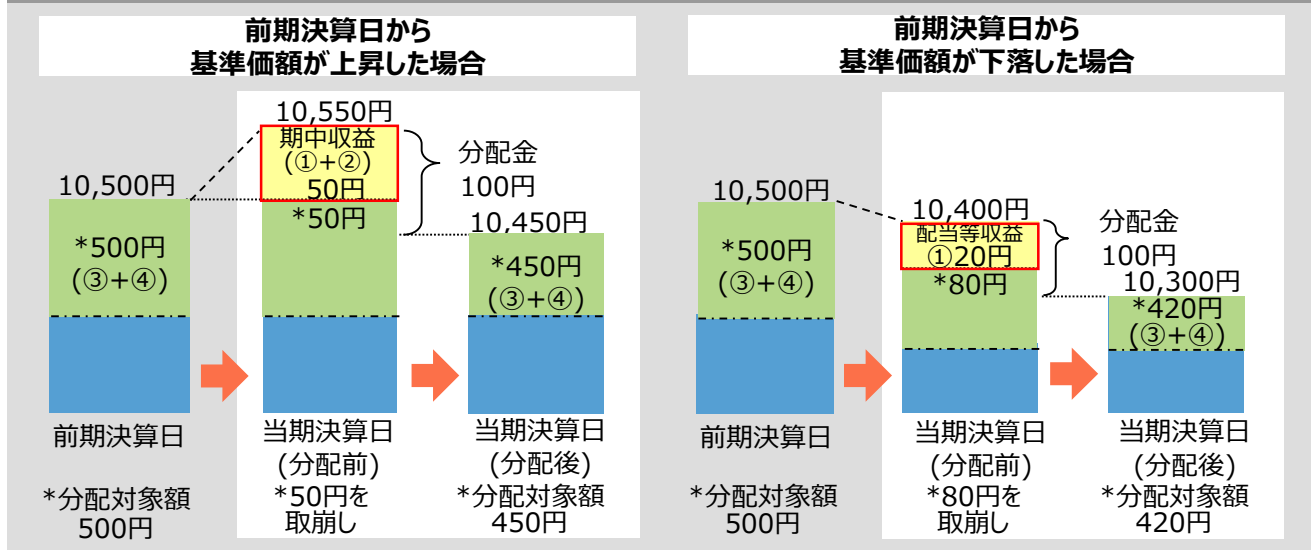 前期決算日から
基準価額が上昇した場合
10,500円
*500円
(③+④)
10,550円
期中収益
(①+②)
50円
*50円
分配金
100円
10,450円
*450円
(③+④)
前期決算日
当期決算日
(分配前)
当期決算日
(分配後)
*分配対象額
500円
*50円を
取崩し
*分配対象額
450円
前期決算日から
基準価額が下落した場合
10,500円
*500円
(③+④)
10,400円
配当等収益
①20円
*80円
分配金
100円
10,300円
*420円
(③+④)
前期決算日
当期決算日
(分配前)
当期決算日
(分配後)
*分配対象額
500円
*80円を
取崩し
*分配対象額
420円